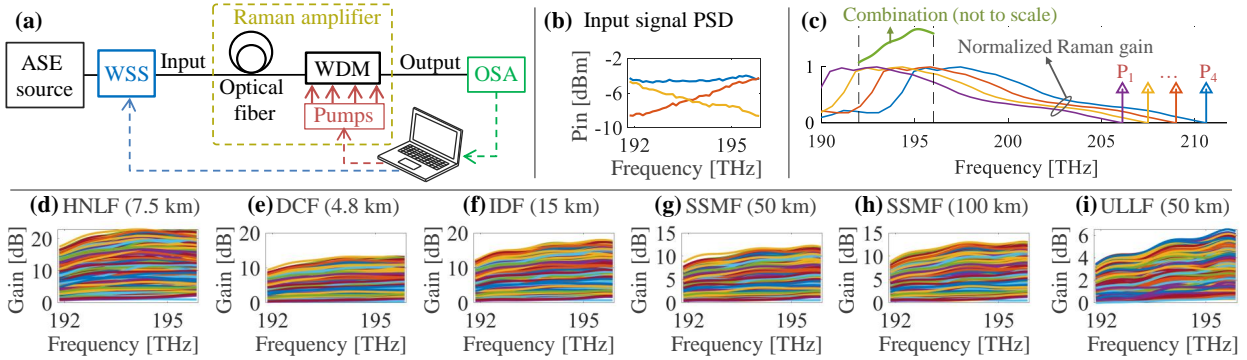 (a)
Raman amplifier
ASE source
WSS
Input
Optical fiber
WDM
Pumps
Output
OSA
(b) Input signal PSD
Pin [dBm]
-2
-6
-10
192
195
Frequency [THz]
(c)
Combination (not to scale)
Normalized Raman gain
P1 ... P4
1
0
190
195
200
205
210
Frequency [THz]
(d) HNLF (7.5 km)
Gain [dB]
20
10
0
192
195
Frequency [THz]
(e) DCF (4.8 km)
Gain [dB]
20
10
0
192
195
Frequency [THz]
(f) IDF (15 km)
Gain [dB]
20
10
0
192
195
Frequency [THz]
(g) SSMF (50 km)
Gain [dB]
15
10
5
0
192
195
Frequency [THz]
(h) SSMF (100 km)
Gain [dB]
15
10
5
0
192
195
Frequency [THz]
(i) ULLF (50 km)
Gain [dB]
6
4
2
0
192
195
Frequency [THz]